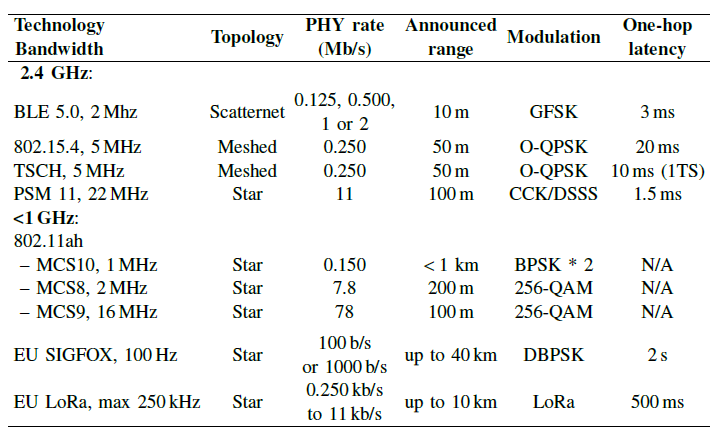 Technology Bandwidth Topology PHY rate (Mb/s) Announced range Modulation One-hop latency
2.4 GHz:
BLE 5.0, 2 Mhz Scatternet 0.125, 0.500, 1 or 2 10 m GFSK 3 ms
802.15.4, 5 MHz Meshed 0.250 50 m O-QPSK 20 ms
TSCH, 5 MHz Meshed 0.250 50 m O-QPSK 10 ms (1TS)
PSM 11, 22 MHz Star 11 100 m CCK/DSSS 1.5 ms
<1 GHz:
802.11ah
– MCS10, 1 MHz Star 0.150 < 1 km BPSK * 2 N/A
– MCS8, 2 MHz Star 7.8 200 m 256-QAM N/A
– MCS9, 16 MHz Star 78 100 m 256-QAM N/A
EU SIGFOX, 100 Hz Star 100 b/s or 1000 b/s up to 40 km DBPSK 2 s
EU LoRa, max 250 kHz Star 0.250 kb/s to 11 kb/s up to 10 km LoRa 500 ms